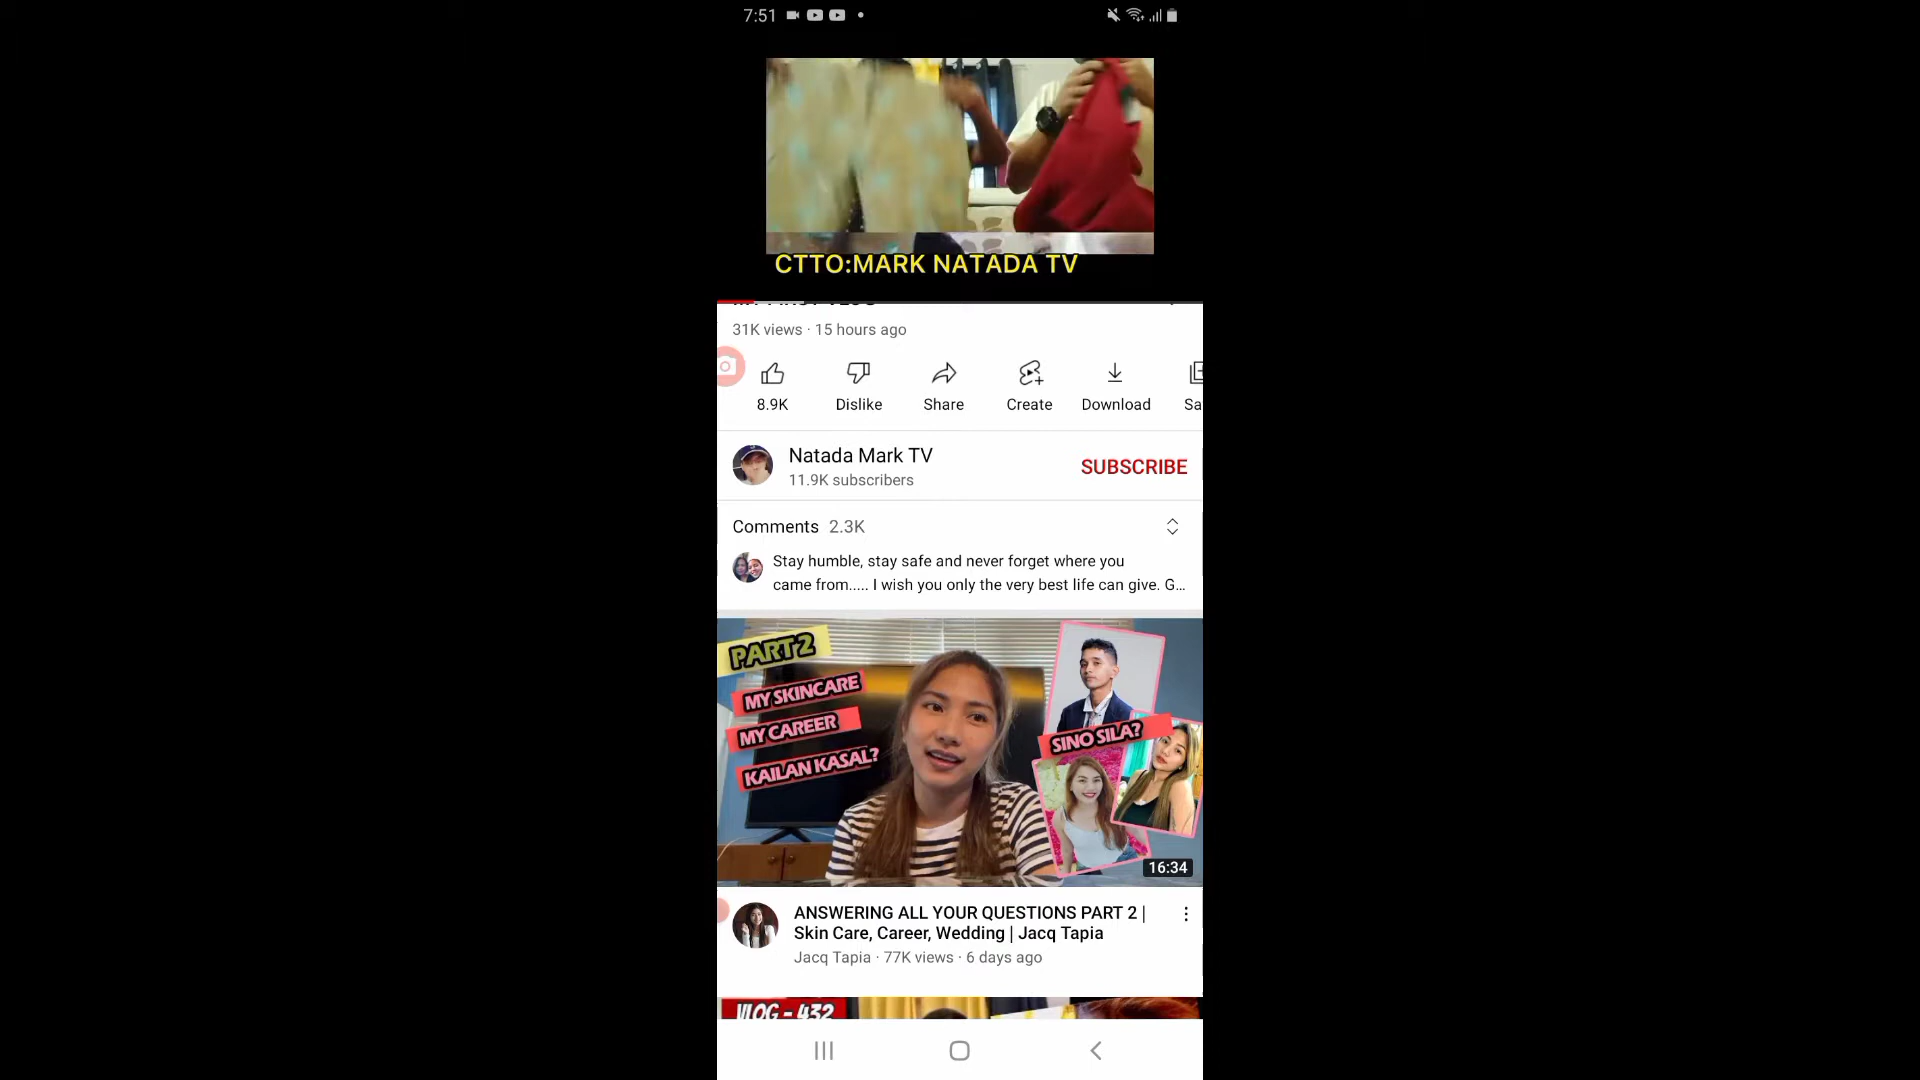 7:51
CTTO:MARK NATADA TV
MY FIRST VLOG
31K views · 15 hours ago
8.9K
Dislike
Share
Create
Download
Sa
Natada Mark TV
11.9K subscribers
SUBSCRIBE
Comments 2.3K
Stay humble, stay safe and never forget where you
came from..... I wish you only the very best life can give. G...
PART 2
MY SKINCARE
MY CAREER
KAILAN KASAL?
SINO SILA?
16:34
ANSWERING ALL YOUR QUESTIONS PART 2 |
Skin Care, Career, Wedding | Jacq Tapia
Jacq Tapia · 77K views · 6 days ago
VLOG - 432